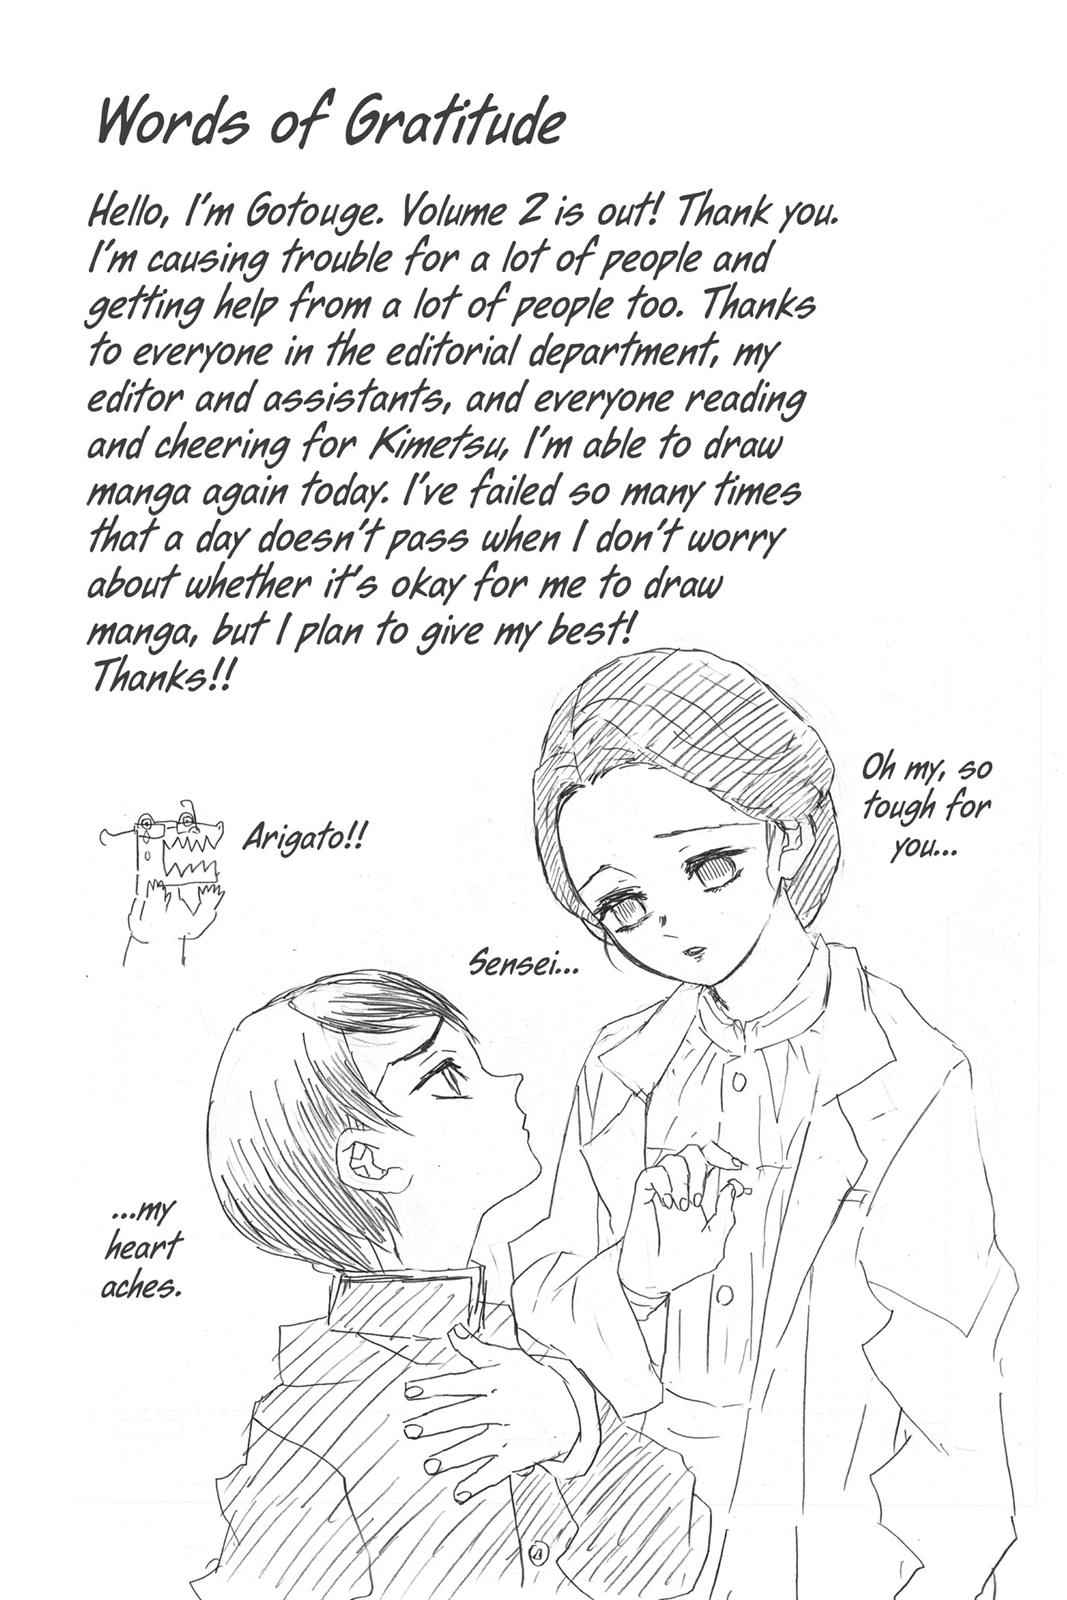 Words of Gratitude
Hello, I'm Gotouge. Volume 2 is out! Thank you.
I'm causing trouble for a lot of people and
getting help from a lot of people too. Thanks
to everyone in the editorial department, my
editor and assistants, and everyone reading
and cheering for Kimetsu, I'm able to draw
manga again today. I've failed so many times
that a day doesn't pass when I don't worry
about whether it's okay for me to draw
manga, but I plan to give my best!
Thanks!!
Oh my, so
tough for
you...
Arigato!!
Sensei...
...my
heart
aches.